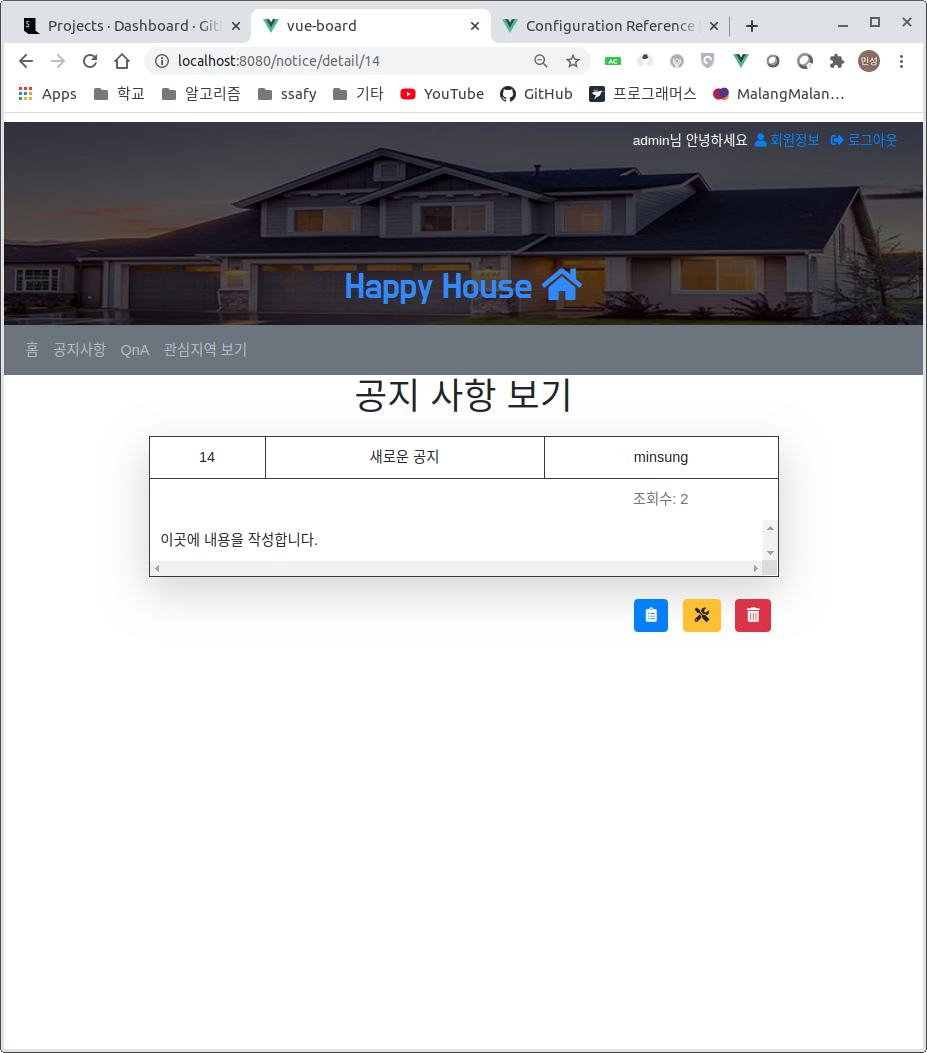 Projects · Dashboard · Git
vue-board
Configuration Reference |
localhost:8080/notice/detail/14
AC
민성
Apps 학교 알고리즘 ssafy 기타 YouTube GitHub 프로그래머스 MalangMalan…
admin님 안녕하세요 회원정보 로그아웃
Happy House
홈 공지사항 QnA 관심지역 보기
공지 사항 보기
14 새로운 공지 minsung
조회수: 2
이곳에 내용을 작성합니다.